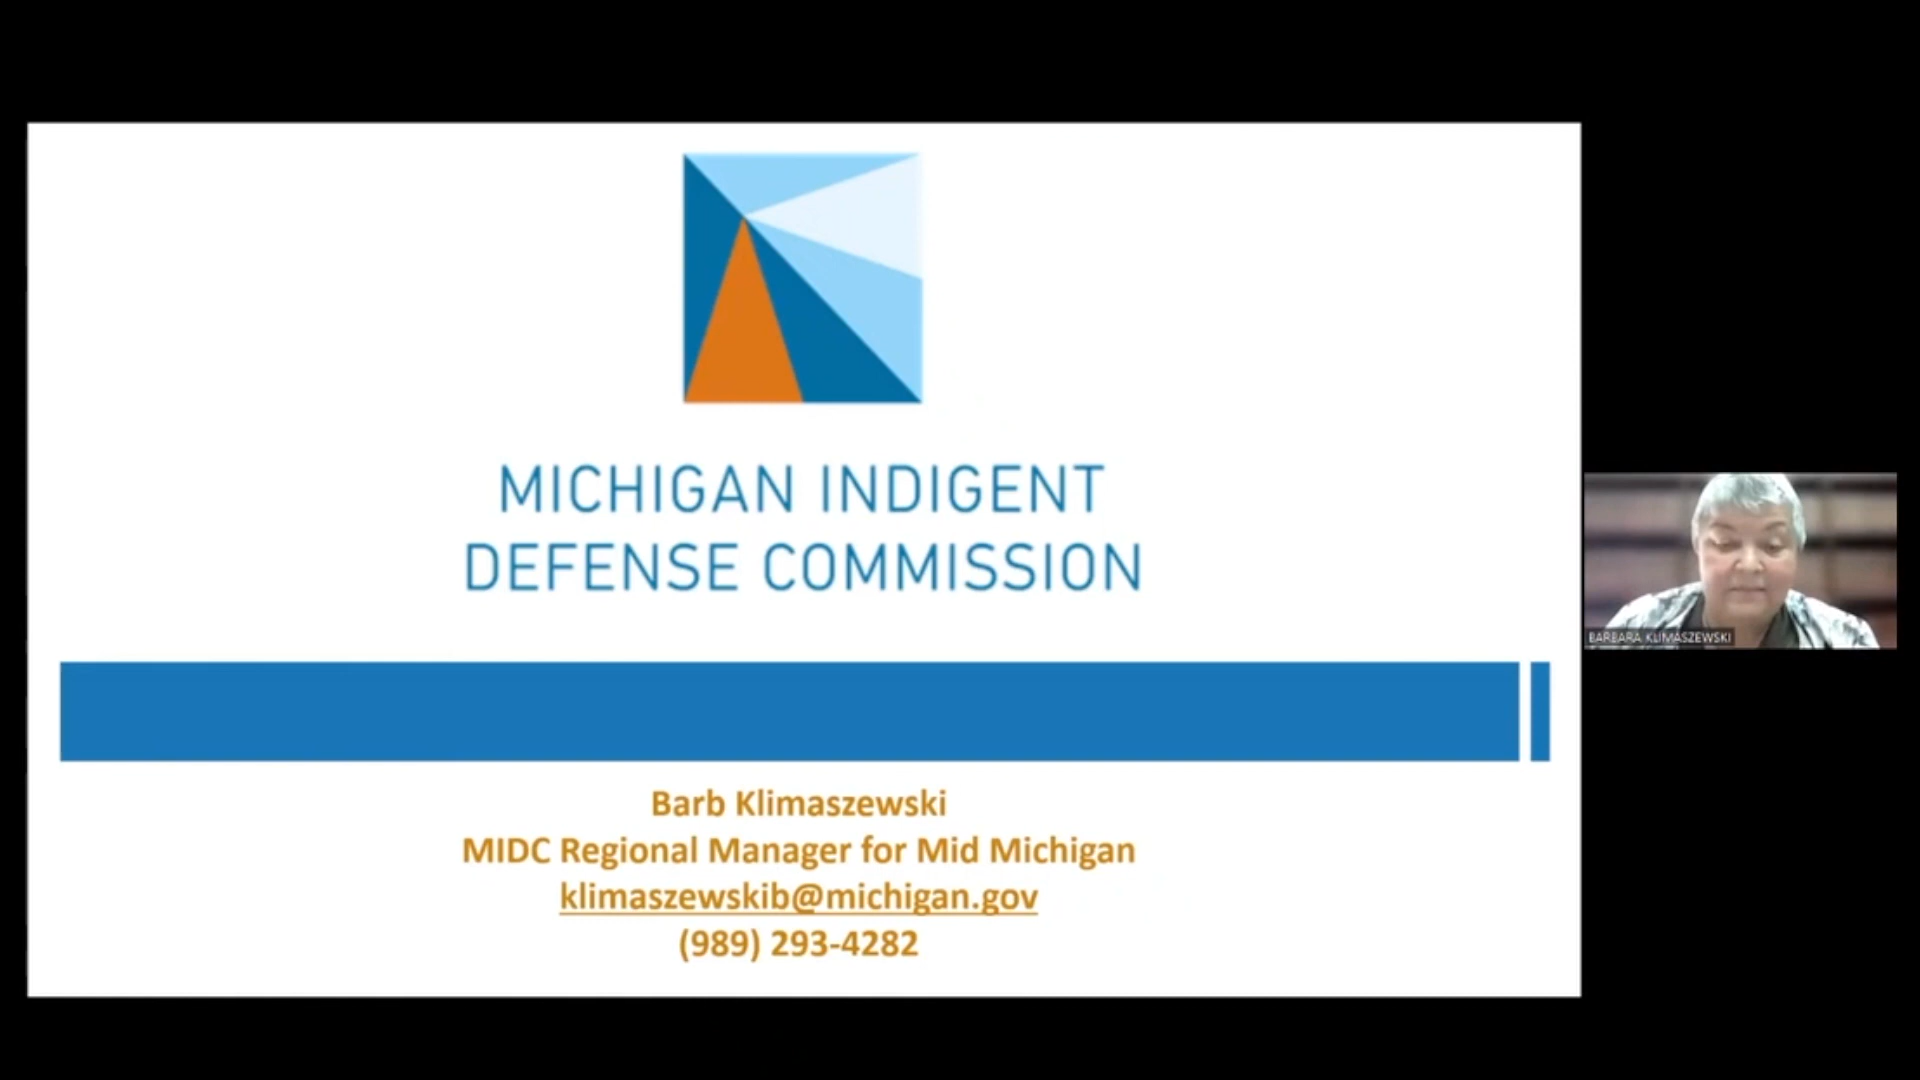 MICHIGAN INDIGENT
DEFENSE COMMISSION
Barb Klimaszewski
MIDC Regional Manager for Mid Michigan
klimaszewskib@michigan.gov
(989) 293-4282
BARBARA KLIMASZEWSKI